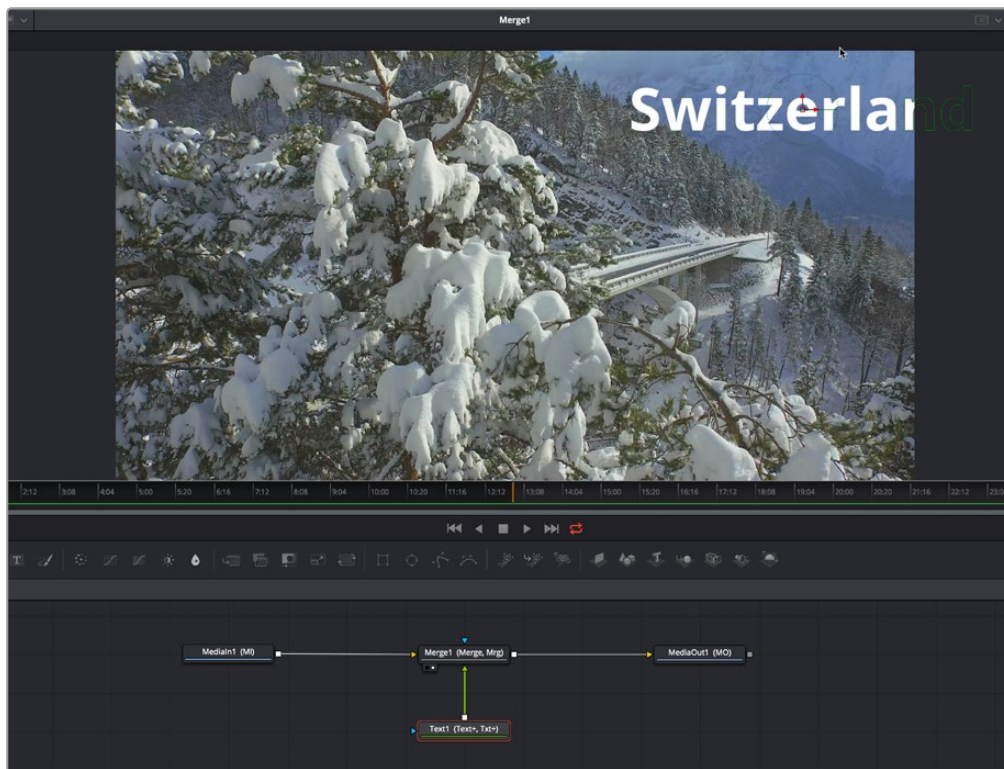 Merge1
Switzerland
2:12 3:08 4:04 5:00 5:20 6:16 7:12 8:08 9:04 10:00 10:20 11:16 12:12 13:08 14:04 15:00 15:20 16:16 17:12 18:08 19:04 20:00 20:20 21:16 22:12 23:0
T
MediaIn1 (MI) Merge1 (Merge, Mrg) MediaOut1 (MO)
Text1 (Text+, Txt+)